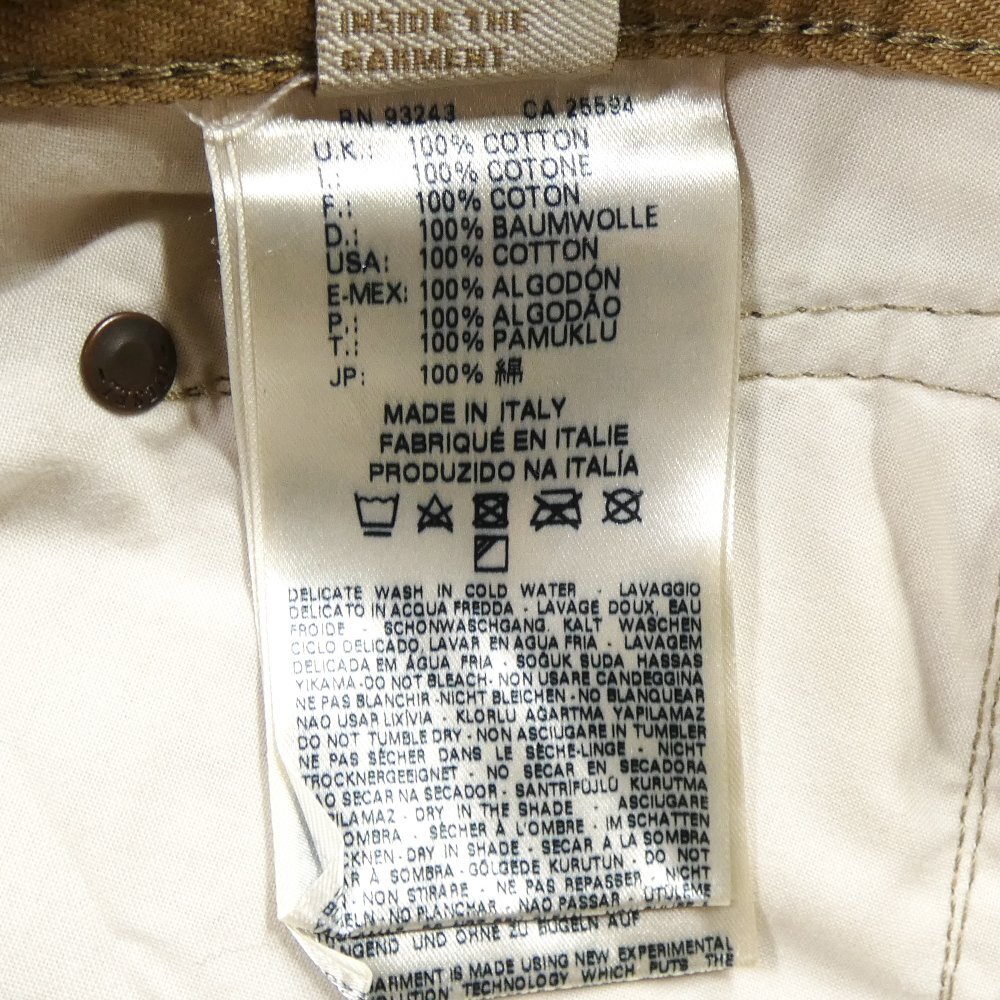 INSIDE THE
GARMENT
RN 93243 CA 25594
U.K.: 100% COTTON
I.: 100% COTONE
F.: 100% COTON
D.: 100% BAUMWOLLE
USA: 100% COTTON
E-MEX: 100% ALGODÓN
P.: 100% ALGODÃO
T.: 100% PAMUKLU
JP: 100% 綿
MADE IN ITALY
FABRIQUÉ EN ITALIE
PRODUZIDO NA ITALÍA
DELICATE WASH IN COLD WATER - LAVAGGIO
DELICATO IN ACQUA FREDDA - LAVAGE DOUX, EAU
FROIDE - SCHONWASCHGANG, KALT WASCHEN
CICLO DELICADO, LAVAR EN AGUA FRIA - LAVAGEM
DELICADA EM ÁGUA FRIA - SOĞUK SUDA HASSAS
YIKAMA-DO NOT BLEACH - NON USARE CANDEGGINA
NE PAS BLANCHIR - NICHT BLEICHEN - NO BLANQUEAR
NAO USAR LIXÍVIA - KLORLU AĞARTMA YAPILAMAZ
DO NOT TUMBLE DRY - NON ASCIUGARE IN TUMBLER
NE PAS SÈCHER DANS LE SÈCHE-LINGE - NICHT
TROCKNERGEEIGNET - NO SECAR EN SECADORA
SECAR NA SECADOR - SANTRIFÜJLÜ KURUTMA
PILAMAZ - DRY IN THE SHADE - ASCIUGARE
OMBRA - SÈCHER À L'OMBRE - IM SCHATTEN
CKNEN - DRY IN SHADE - SECAR A LA SOMBRA
R À SOMBRA - GÖLGEDE KURUTUN - DO NOT
NON STIRARE - NE PAS REPASSER - NICHT
BÜGELN - NO PLANCHAR - NAO PASSAR - UTÜLEME
NGEND UND OHNE ZU BÜGELN AUF
GARMENT IS MADE USING NEW EXPERIMENTAL
OLUTION TECHNOLOGY WHICH PUTS THE